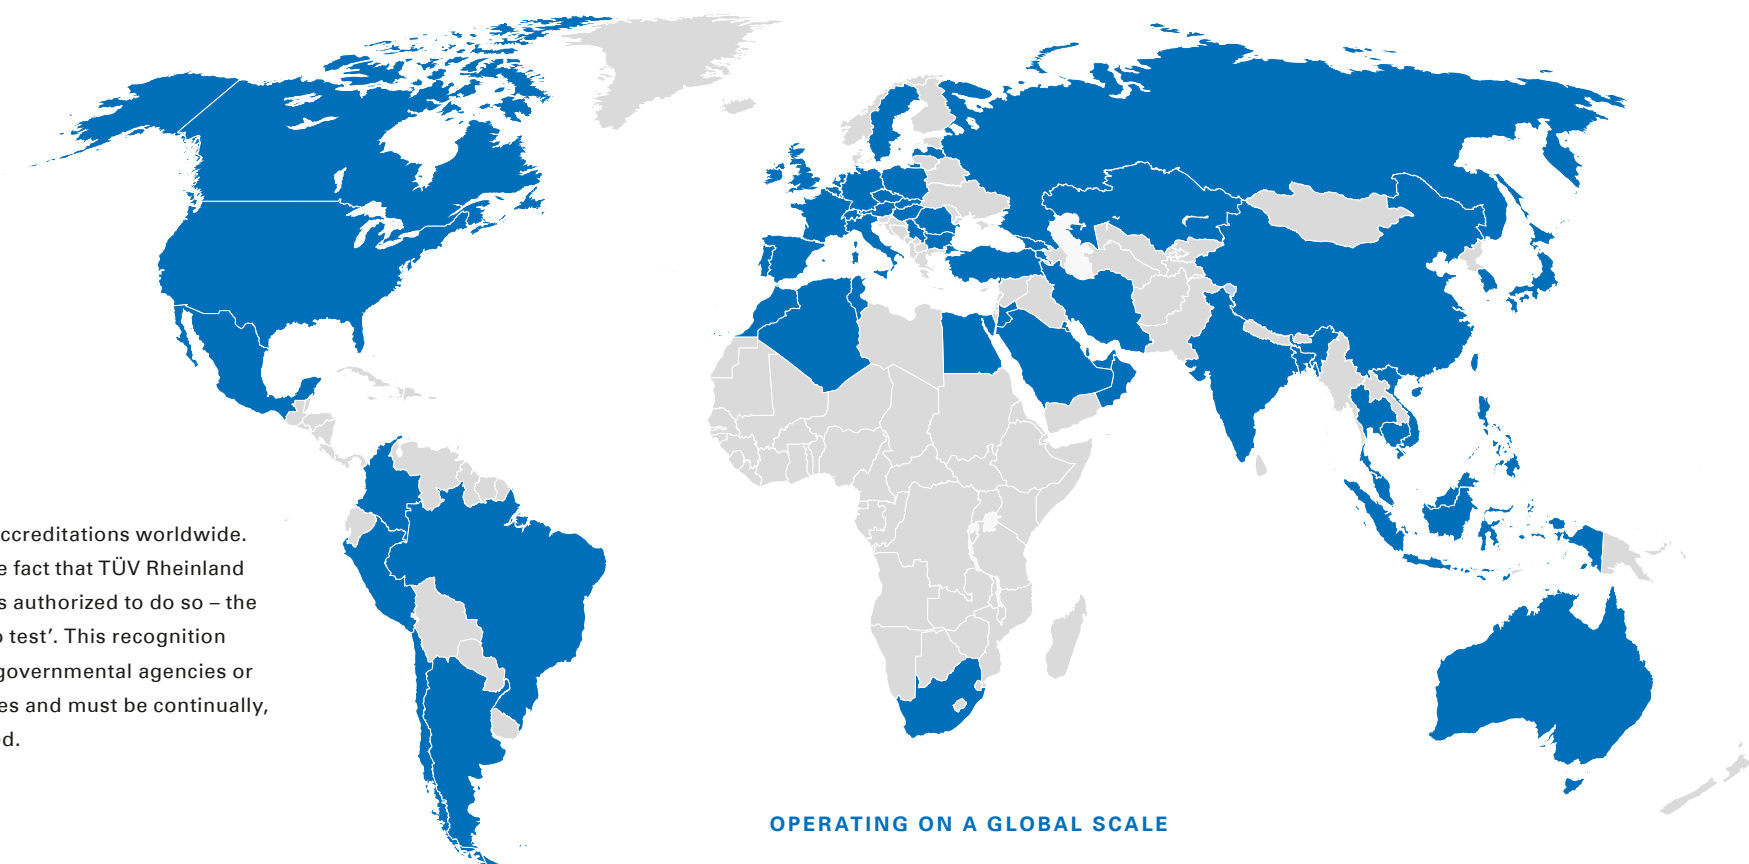 ccreditations worldwide.
e fact that TÜV Rheinland
s authorized to do so – the
o test’. This recognition
governmental agencies or
es and must be continually,
ed.
OPERATING ON A GLOBAL SCALE